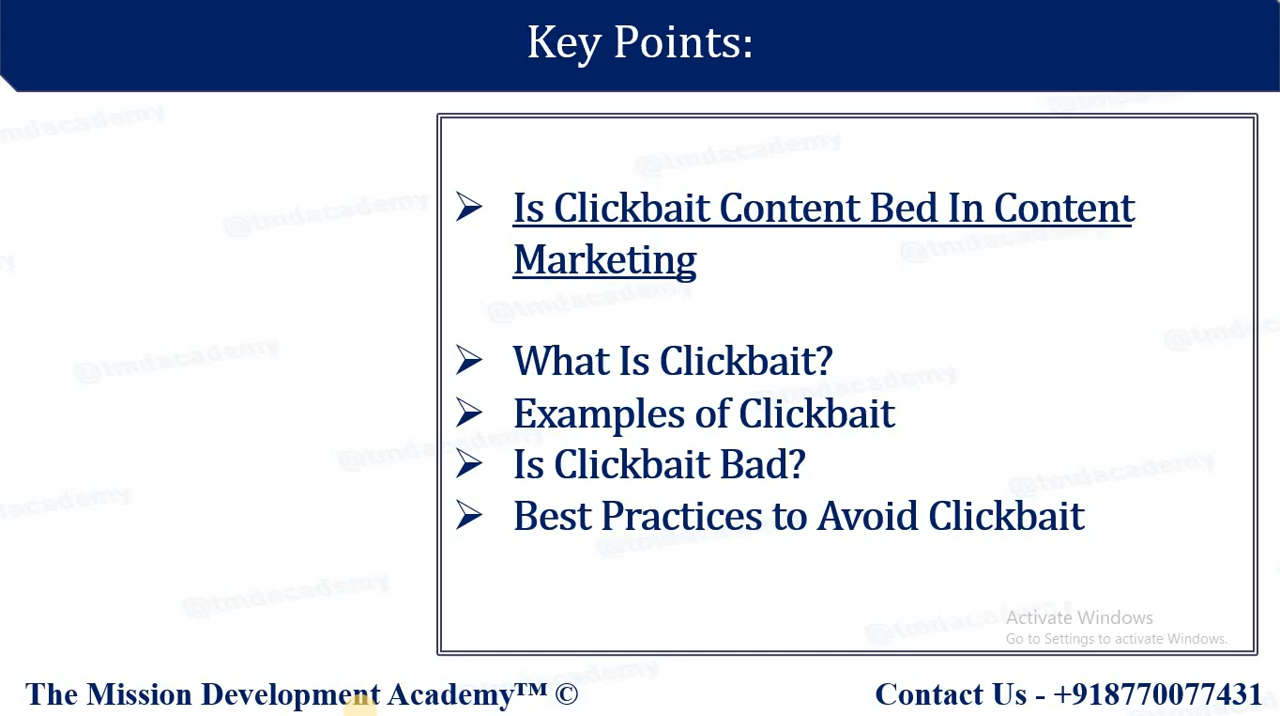 Key Points:
➢ Is Clickbait Content Bed In Content
Marketing
➢ What Is Clickbait?
➢ Examples of Clickbait
➢ Is Clickbait Bad?
➢ Best Practices to Avoid Clickbait
@tmdacademy
Activate Windows
Go to Settings to activate Windows.
The Mission Development Academy™ ©
Contact Us - +918770077431